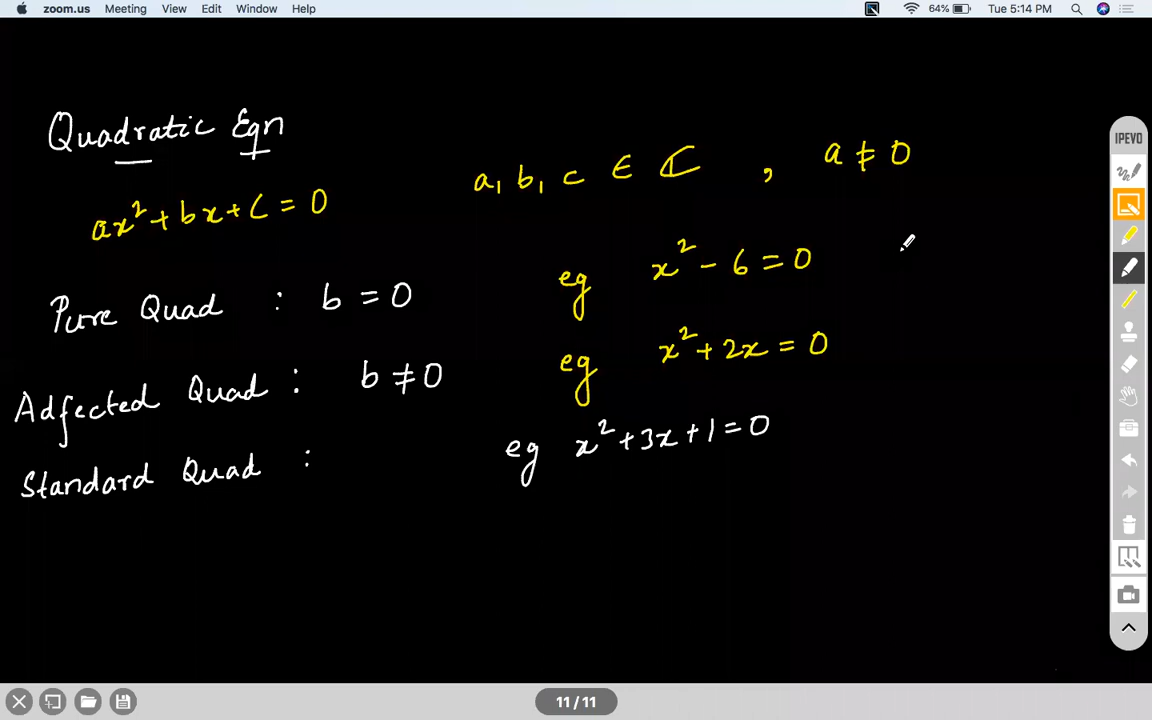 zoom.us Meeting View Edit Window Help 64% Tue 5:14 PM
Quadratic Eqn
ax² + bx + c = 0 a, b, c ∈ ℂ , a ≠ 0
Pure Quad : b = 0 eg x² - 6 = 0
Adfected Quad : b ≠ 0 eg x² + 2x = 0
Standard Quad : eg x² + 3x + 1 = 0
IPEVO
11 / 11